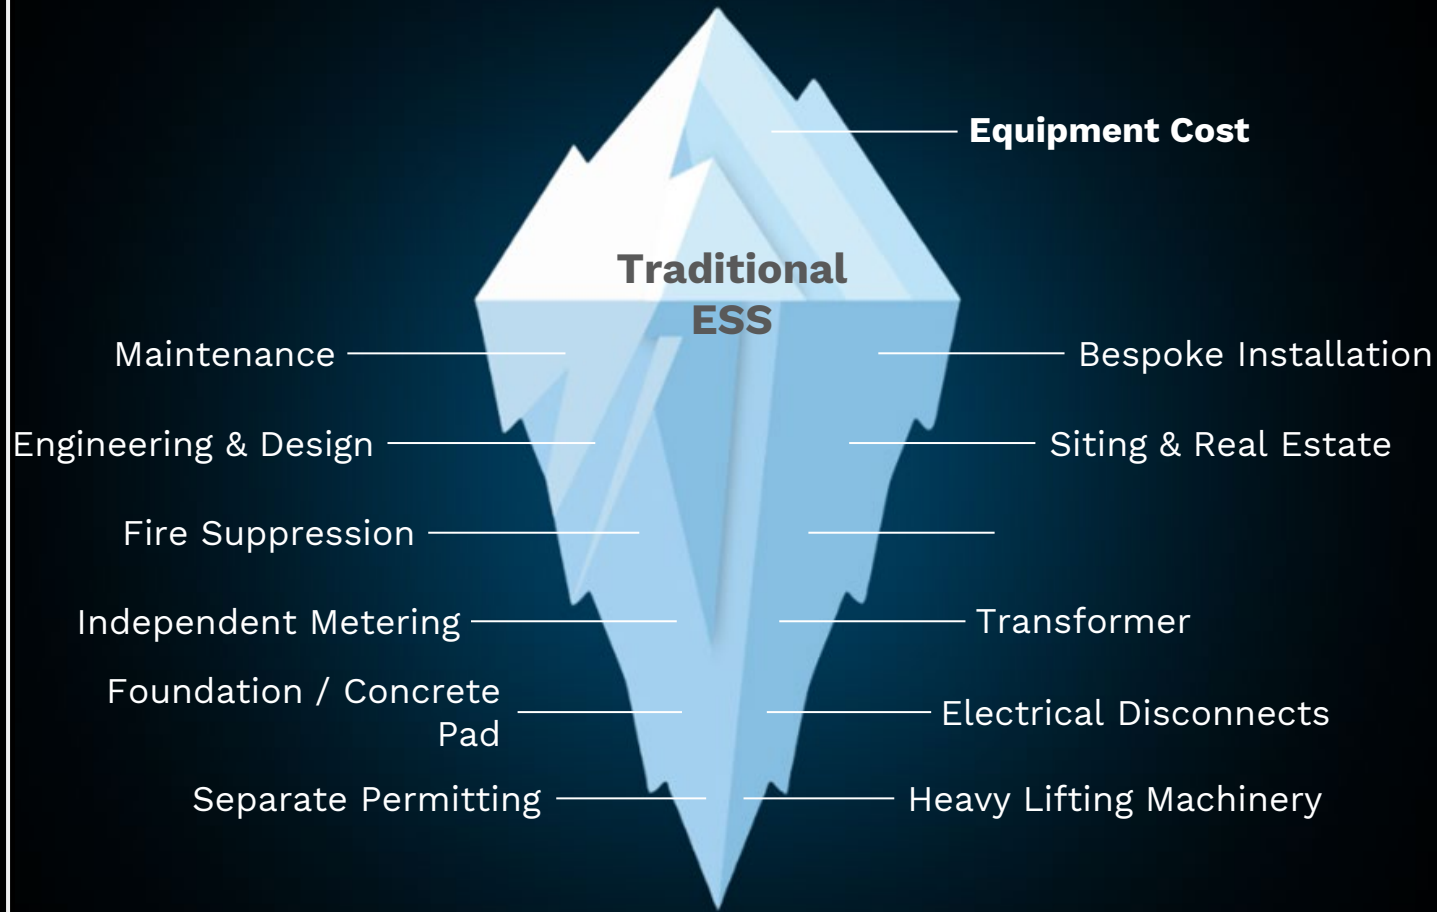 Equipment Cost
Traditional
ESS
Maintenance
Bespoke Installation
Engineering & Design
Siting & Real Estate
Fire Suppression
Independent Metering
Transformer
Foundation / Concrete
Pad
Electrical Disconnects
Separate Permitting
Heavy Lifting Machinery